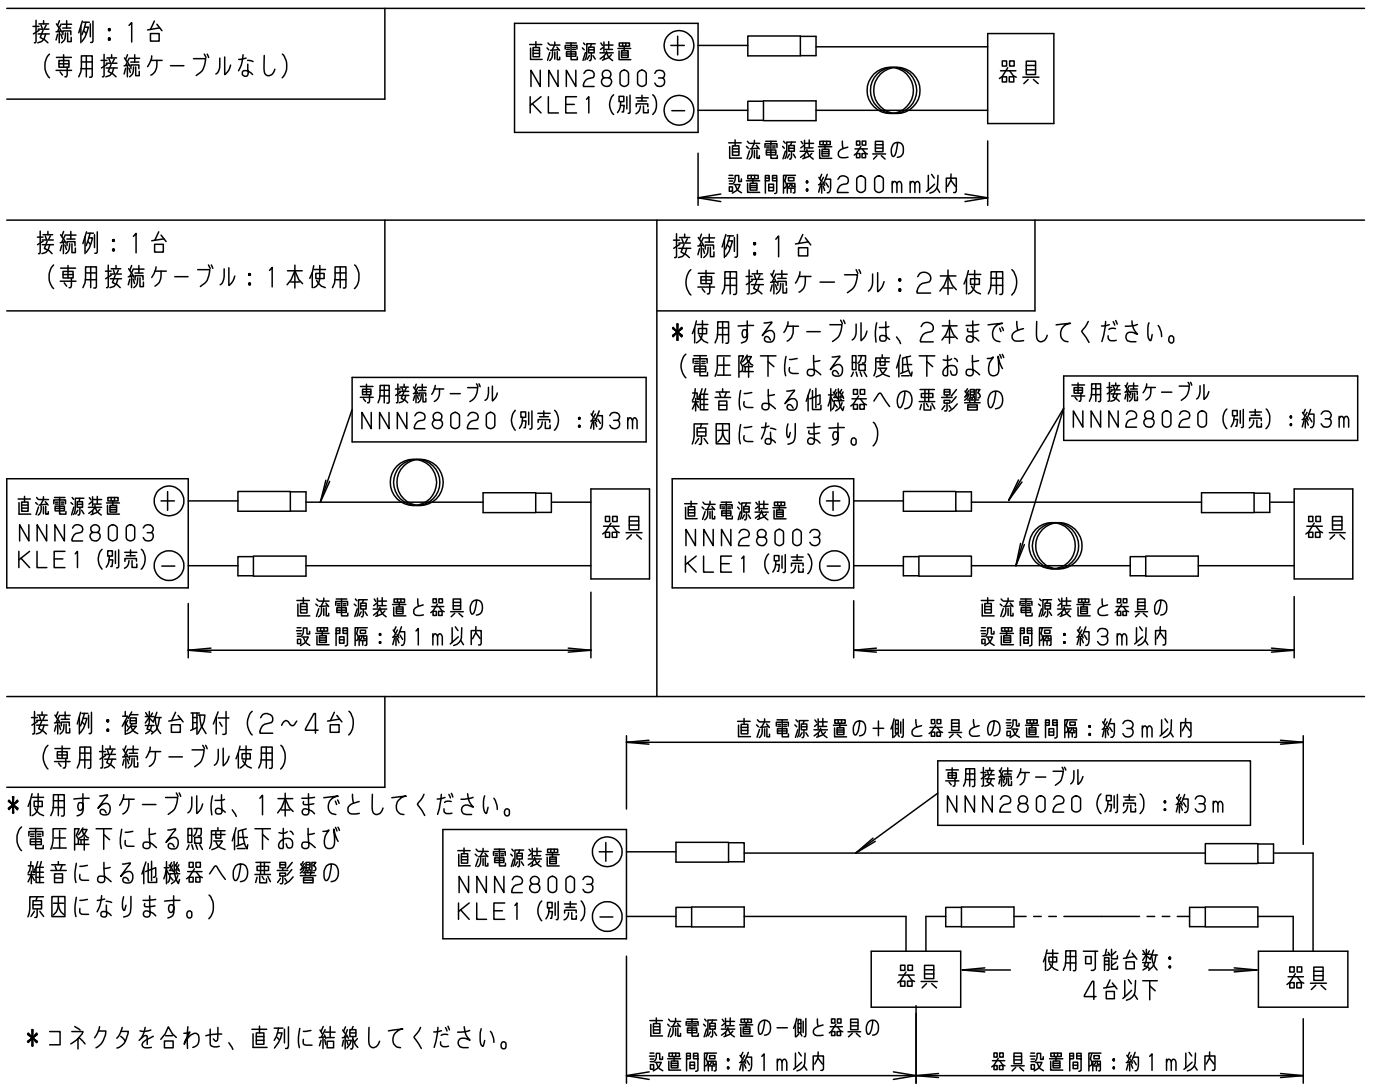 接続例：１台
（専用接続ケーブルなし）
直流電源装置
NNN28003
KLE1（別売）
＋
－
器具
直流電源装置と器具の
設置間隔：約200mm以内
接続例：１台
（専用接続ケーブル：１本使用）
専用接続ケーブル
NNN28020（別売）：約3m
直流電源装置
NNN28003
KLE1（別売）
＋
－
器具
直流電源装置と器具の
設置間隔：約1m以内
接続例：１台
（専用接続ケーブル：２本使用）
＊使用するケーブルは、２本までとしてください。
（電圧降下による照度低下および
雑音による他機器への悪影響の
原因になります。）
専用接続ケーブル
NNN28020（別売）：約3m
直流電源装置
NNN28003
KLE1（別売）
＋
－
器具
直流電源装置と器具の
設置間隔：約3m以内
接続例：複数台取付（２～４台）
（専用接続ケーブル使用）
＊使用するケーブルは、１本までとしてください。
（電圧降下による照度低下および
雑音による他機器への悪影響の
原因になります。）
直流電源装置の＋側と器具との設置間隔：約3m以内
専用接続ケーブル
NNN28020（別売）：約3m
直流電源装置
NNN28003
KLE1（別売）
＋
－
器具
使用可能台数：
４台以下
器具
直流電源装置の－側と器具の
設置間隔：約1m以内
器具設置間隔：約1m以内
＊コネクタを合わせ、直列に結線してください。